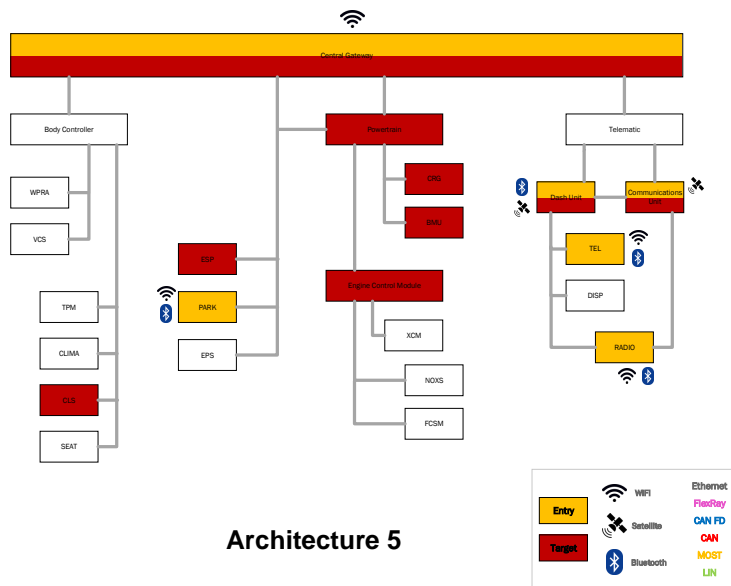 Central Gateway
Body Controller
Powertrain
Telematic
CRG
WPRA
Dash Unit
Communications
Unit
BMU
VCS
TEL
ESP
Engine Control Module
DISP
TPM
PARK
XCM
CLIMA
EPS
RADIO
NOXS
CLS
FCSM
SEAT
Architecture 5
Entry
Target
WiFi
Satellite
Bluetooth
Ethernet
FlexRay
CAN FD
CAN
MOST
LIN